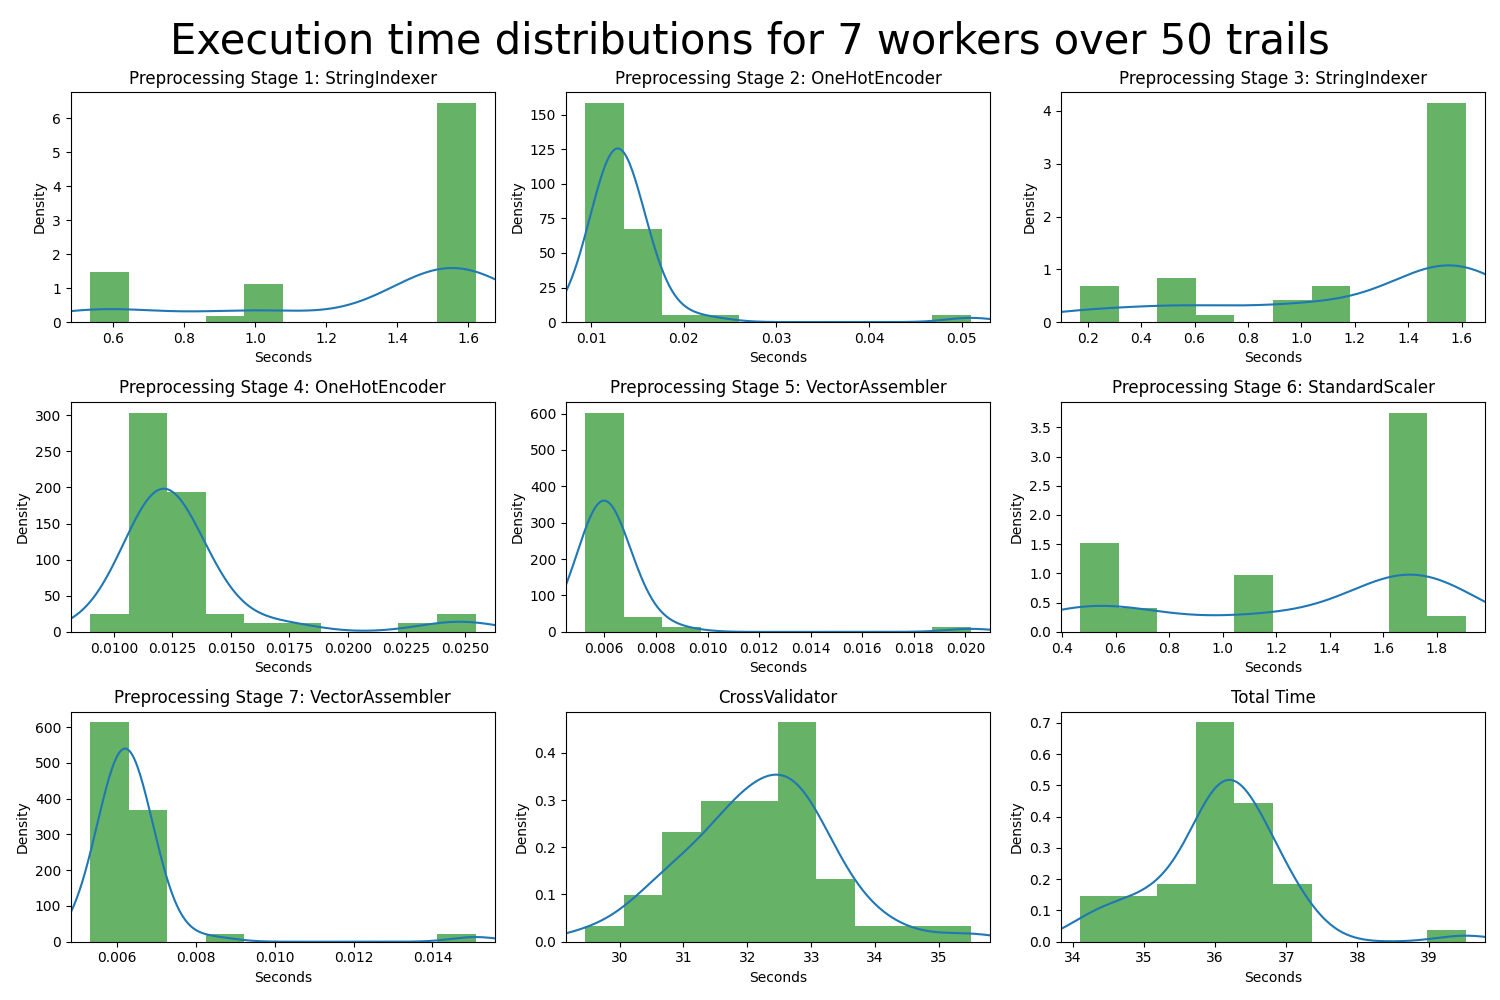 Execution time distributions for 7 workers over 50 trails
Preprocessing Stage 1: StringIndexer
Density
6
5
4
3
2
1
0
0.6 0.8 1.0 1.2 1.4 1.6
Seconds
Preprocessing Stage 2: OneHotEncoder
Density
150
125
100
75
50
25
0
0.01 0.02 0.03 0.04 0.05
Seconds
Preprocessing Stage 3: StringIndexer
Density
4
3
2
1
0
0.2 0.4 0.6 0.8 1.0 1.2 1.4 1.6
Seconds
Preprocessing Stage 4: OneHotEncoder
Density
300
250
200
150
100
50
0
0.0100 0.0125 0.0150 0.0175 0.0200 0.0225 0.0250
Seconds
Preprocessing Stage 5: VectorAssembler
Density
600
500
400
300
200
100
0
0.006 0.008 0.010 0.012 0.014 0.016 0.018 0.020
Seconds
Preprocessing Stage 6: StandardScaler
Density
3.5
3.0
2.5
2.0
1.5
1.0
0.5
0.0
0.4 0.6 0.8 1.0 1.2 1.4 1.6 1.8
Seconds
Preprocessing Stage 7: VectorAssembler
Density
600
500
400
300
200
100
0
0.006 0.008 0.010 0.012 0.014
Seconds
CrossValidator
Density
0.4
0.3
0.2
0.1
0.0
30 31 32 33 34 35
Seconds
Total Time
Density
0.7
0.6
0.5
0.4
0.3
0.2
0.1
0.0
34 35 36 37 38 39
Seconds